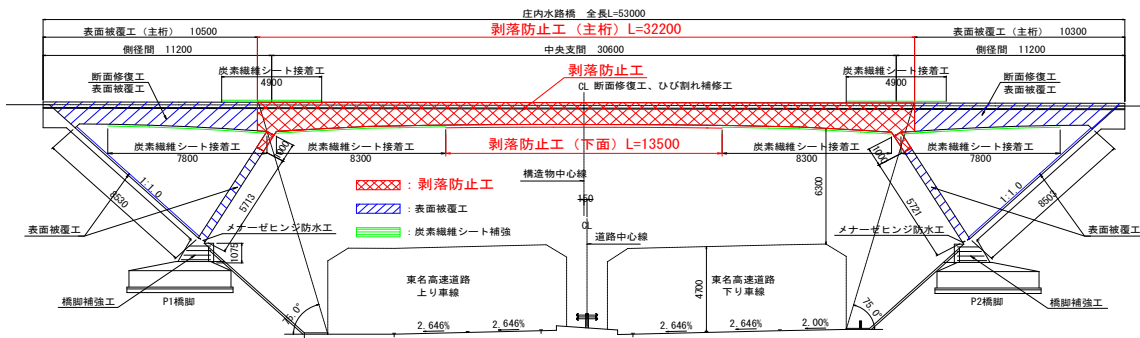 庄内水路橋 全長L=53000
表面被覆工（主桁）10500
剥落防止工（主桁）L=32200
表面被覆工（主桁）10300
側径間 11200
中央支間 30600
側径間 11200
断面修復工
表面被覆工
炭素繊維シート接着工
4900
剥落防止工
CL 断面修復工、ひび割れ補修工
炭素繊維シート接着工
4900
断面修復工
表面被覆工
炭素繊維シート接着工
7800
1000
炭素繊維シート接着工
8300
剥落防止工（下面）L=13500
炭素繊維シート接着工
8300
1000
炭素繊維シート接着工
7800
1:1.0
8530
5713
：剥落防止工
：表面被覆工
：炭素繊維シート補強
構造物中心線
150
CL
道路中心線
6300
5721
1:1.0
8503
表面被覆工
メナーゼヒンジ防水工
1075
メナーゼヒンジ防水工
表面被覆工
橋脚補強工
P1橋脚
東名高速道路
上り車線
4700
東名高速道路
下り車線
P2橋脚
橋脚補強工
75.0°
2.646%
2.646%
2.646%
2.646%
2.00%
75.0°